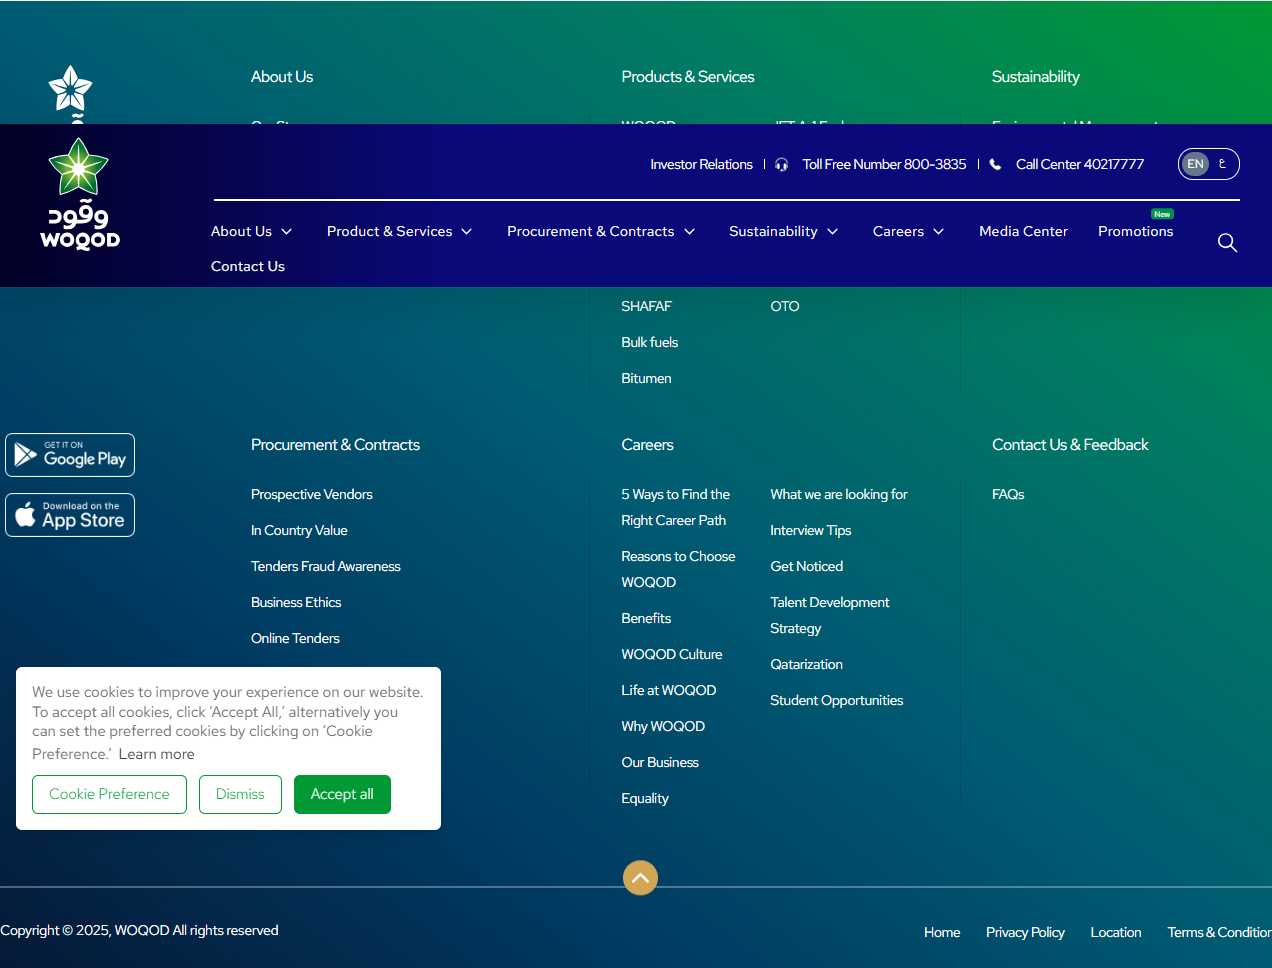 About Us
Products & Services
Sustainability
Investor Relations
Toll Free Number 800-3835
Call Center 40217777
EN
ع
وقود
WOQOD
New
About Us
Product & Services
Procurement & Contracts
Sustainability
Careers
Media Center
Promotions
Contact Us
SHAFAF
OTO
Bulk fuels
Bitumen
GET IT ON
Google Play
Download on the
App Store
Procurement & Contracts
Prospective Vendors
In Country Value
Tenders Fraud Awareness
Business Ethics
Online Tenders
Careers
5 Ways to Find the
Right Career Path
Reasons to Choose
WOQOD
Benefits
WOQOD Culture
Life at WOQOD
Why WOQOD
Our Business
Equality
What we are looking for
Interview Tips
Get Noticed
Talent Development
Strategy
Qatarization
Student Opportunities
Contact Us & Feedback
FAQs
We use cookies to improve your experience on our website.
To accept all cookies, click ‘Accept All,’ alternatively you
can set the preferred cookies by clicking on ‘Cookie
Preference.’ Learn more
Cookie Preference
Dismiss
Accept all
Copyright © 2025, WOQOD All rights reserved
Home
Privacy Policy
Location
Terms & Condition